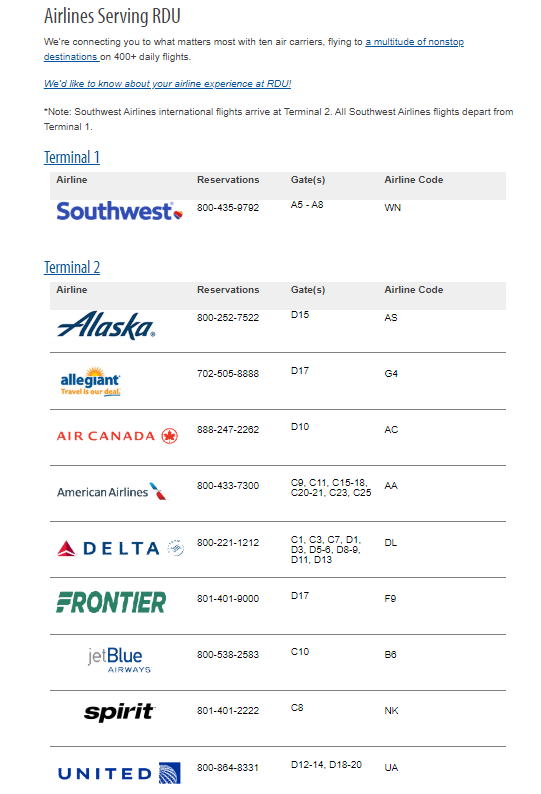 Airlines Serving RDU
We're connecting you to what matters most with ten air carriers, flying to a multitude of nonstop
destinations on 400+ daily flights.
We'd like to know about your airline experience at RDU!
*Note: Southwest Airlines international flights arrive at Terminal 2. All Southwest Airlines flights depart from
Terminal 1.
Terminal 1
Airline Reservations Gate(s) Airline Code
Southwest 800-435-9792 A5 - A8 WN
Terminal 2
Airline Reservations Gate(s) Airline Code
Alaska® 800-252-7522 D15 AS
allegiant 702-505-8888 D17 G4
Travel is our deal.
AIR CANADA 888-247-2262 D10 AC
American Airlines 800-433-7300 C9, C11, C15-18, AA
C20-21, C23, C25
DELTA 800-221-1212 C1, C3, C7, D1, DL
D3, D5-6, D8-9,
D11, D13
FRONTIER 801-401-9000 D17 F9
jetBlue 800-538-2583 C10 B6
AIRWAYS
spirit 801-401-2222 C8 NK
UNITED 800-864-8331 D12-14, D18-20 UA